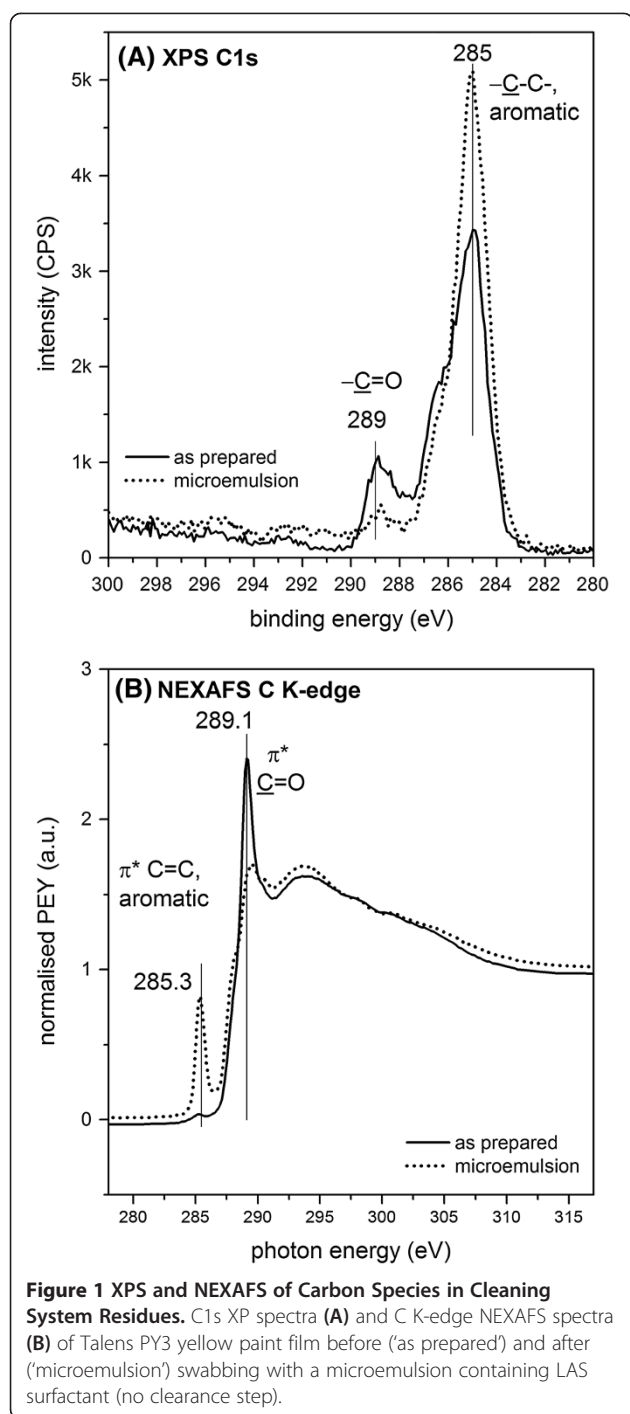 (A) XPS C1s
285
–C-C-,
aromatic
–C=O
289
as prepared
microemulsion
intensity (CPS)
5k
4k
3k
2k
1k
0
300 298 296 294 292 290 288 286 284 282 280
binding energy (eV)
(B) NEXAFS C K-edge
289.1
π*
C=O
π* C=C,
aromatic
285.3
as prepared
microemulsion
normalised PEY (a.u.)
3
2
1
0
280 285 290 295 300 305 310 315
photon energy (eV)
Figure 1 XPS and NEXAFS of Carbon Species in Cleaning
System Residues. C1s XP spectra (A) and C K-edge NEXAFS spectra
(B) of Talens PY3 yellow paint film before (‘as prepared’) and after
(‘microemulsion’) swabbing with a microemulsion containing LAS
surfactant (no clearance step).